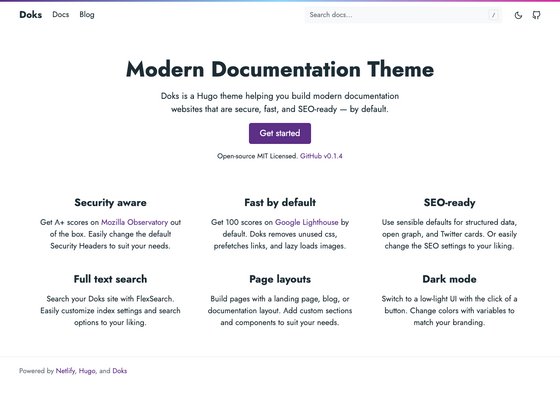 Doks Docs Blog Search docs... /
Modern Documentation Theme
Doks is a Hugo theme helping you build modern documentation
websites that are secure, fast, and SEO-ready — by default.
Get started
Open-source MIT Licensed. GitHub v0.1.4
Security aware
Get A+ scores on Mozilla Observatory out
of the box. Easily change the default
Security Headers to suit your needs.
Fast by default
Get 100 scores on Google Lighthouse by
default. Doks removes unused css,
prefetches links, and lazy loads images.
SEO-ready
Use sensible defaults for structured data,
open graph, and Twitter cards. Or easily
change the SEO settings to your liking.
Full text search
Search your Doks site with FlexSearch.
Easily customize index settings and search
options to your liking.
Page layouts
Build pages with a landing page, blog, or
documentation layout. Add custom sections
and components to suit your needs.
Dark mode
Switch to a low-light UI with the click of a
button. Change colors with variables to
match your branding.
Powered by Netlify, Hugo, and Doks